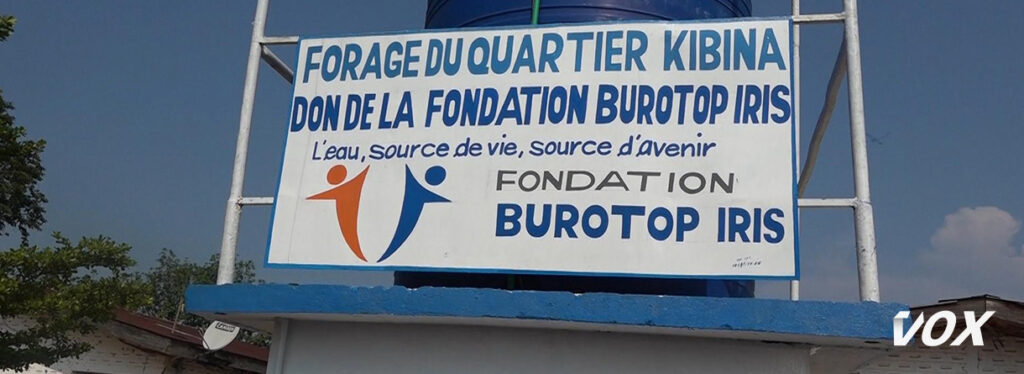 FORAGE DU QUARTIER KIBINA
DON DE LA FONDATION BUROTOP IRIS
L'eau, source de vie, source d'avenir
FONDATION
BUROTOP IRIS
VOX